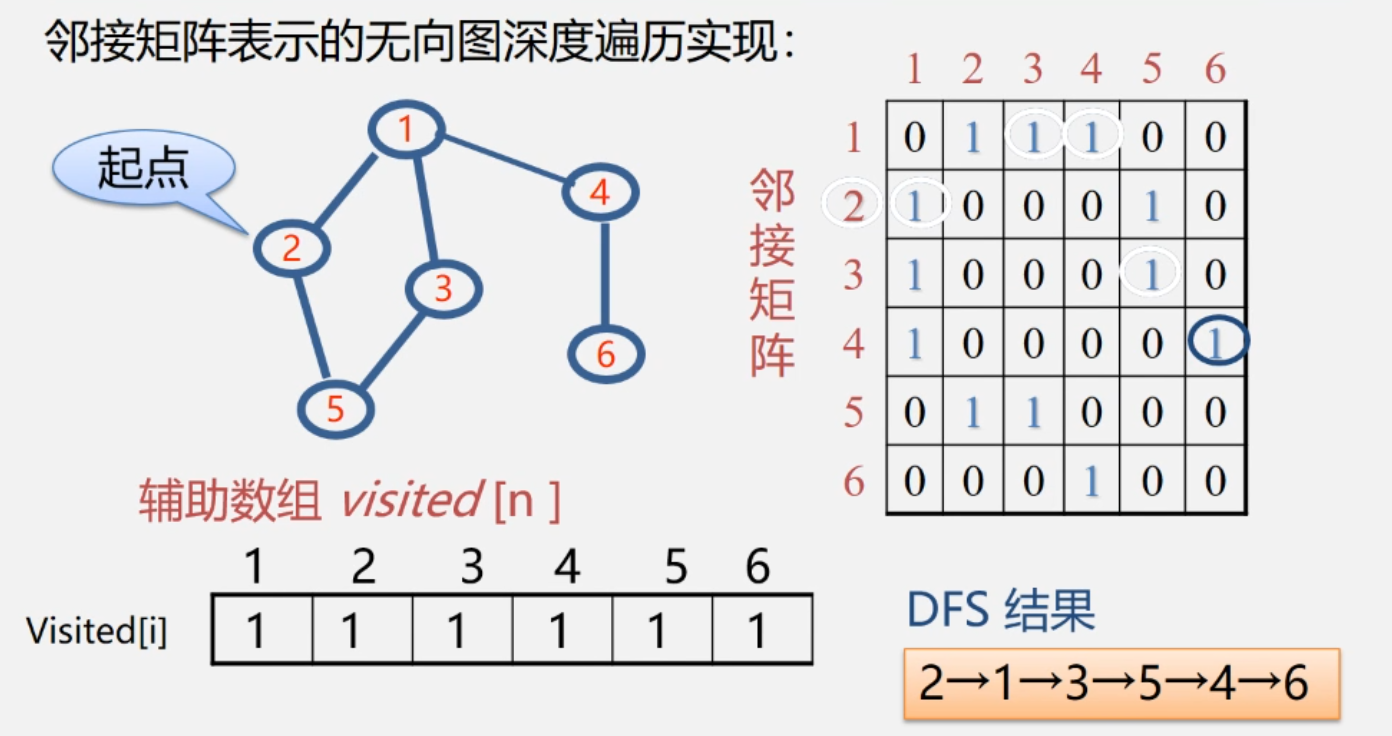 邻接矩阵表示的无向图深度遍历实现：
起点
1
2
3
4
5
6
邻接矩阵
1 2 3 4 5 6
1 0 1 1 1 0 0
2 1 0 0 0 1 0
3 1 0 0 0 1 0
4 1 0 0 0 0 1
5 0 1 1 0 0 0
6 0 0 0 1 0 0
辅助数组 visited [n ]
1 2 3 4 5 6
Visited[i] 1 1 1 1 1 1
DFS 结果
2→1→3→5→4→6